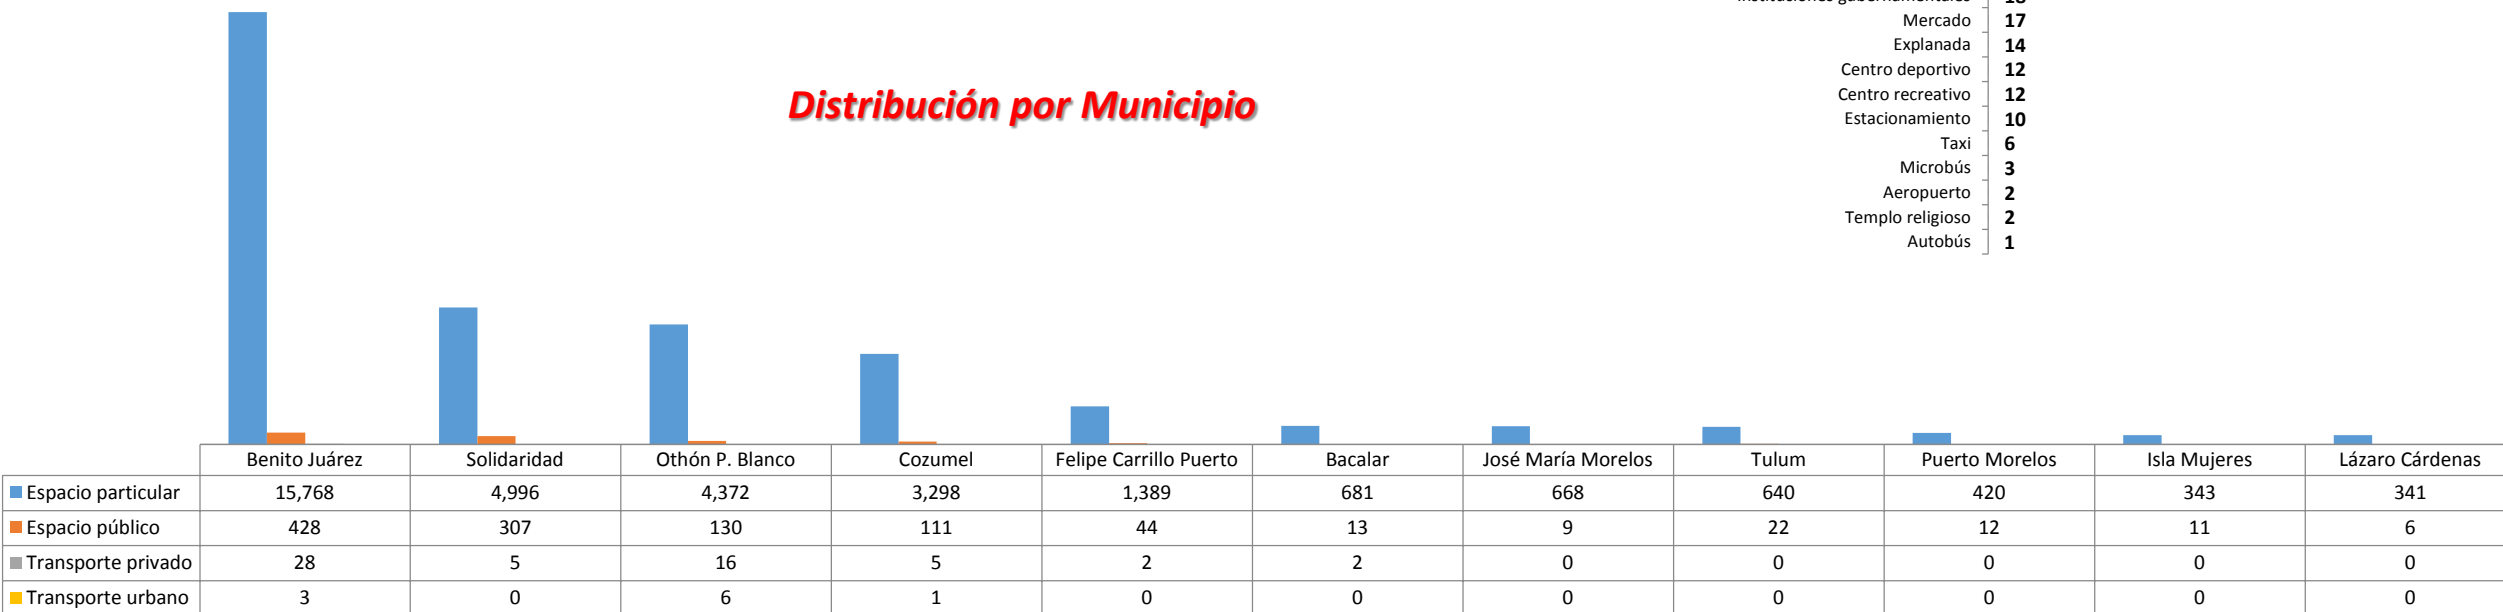 Instituciones gubernamentales 18
Mercado 17
Explanada 14
Centro deportivo 12
Centro recreativo 12
Estacionamiento 10
Taxi 6
Microbús 3
Aeropuerto 2
Templo religioso 2
Autobús 1
Distribución por Municipio
Benito Juárez Solidaridad Othón P. Blanco Cozumel Felipe Carrillo Puerto Bacalar José María Morelos Tulum Puerto Morelos Isla Mujeres Lázaro Cárdenas
Espacio particular 15,768 4,996 4,372 3,298 1,389 681 668 640 420 343 341
Espacio público 428 307 130 111 44 13 9 22 12 11 6
Transporte privado 28 5 16 5 2 2 0 0 0 0 0
Transporte urbano 3 0 6 1 0 0 0 0 0 0 0